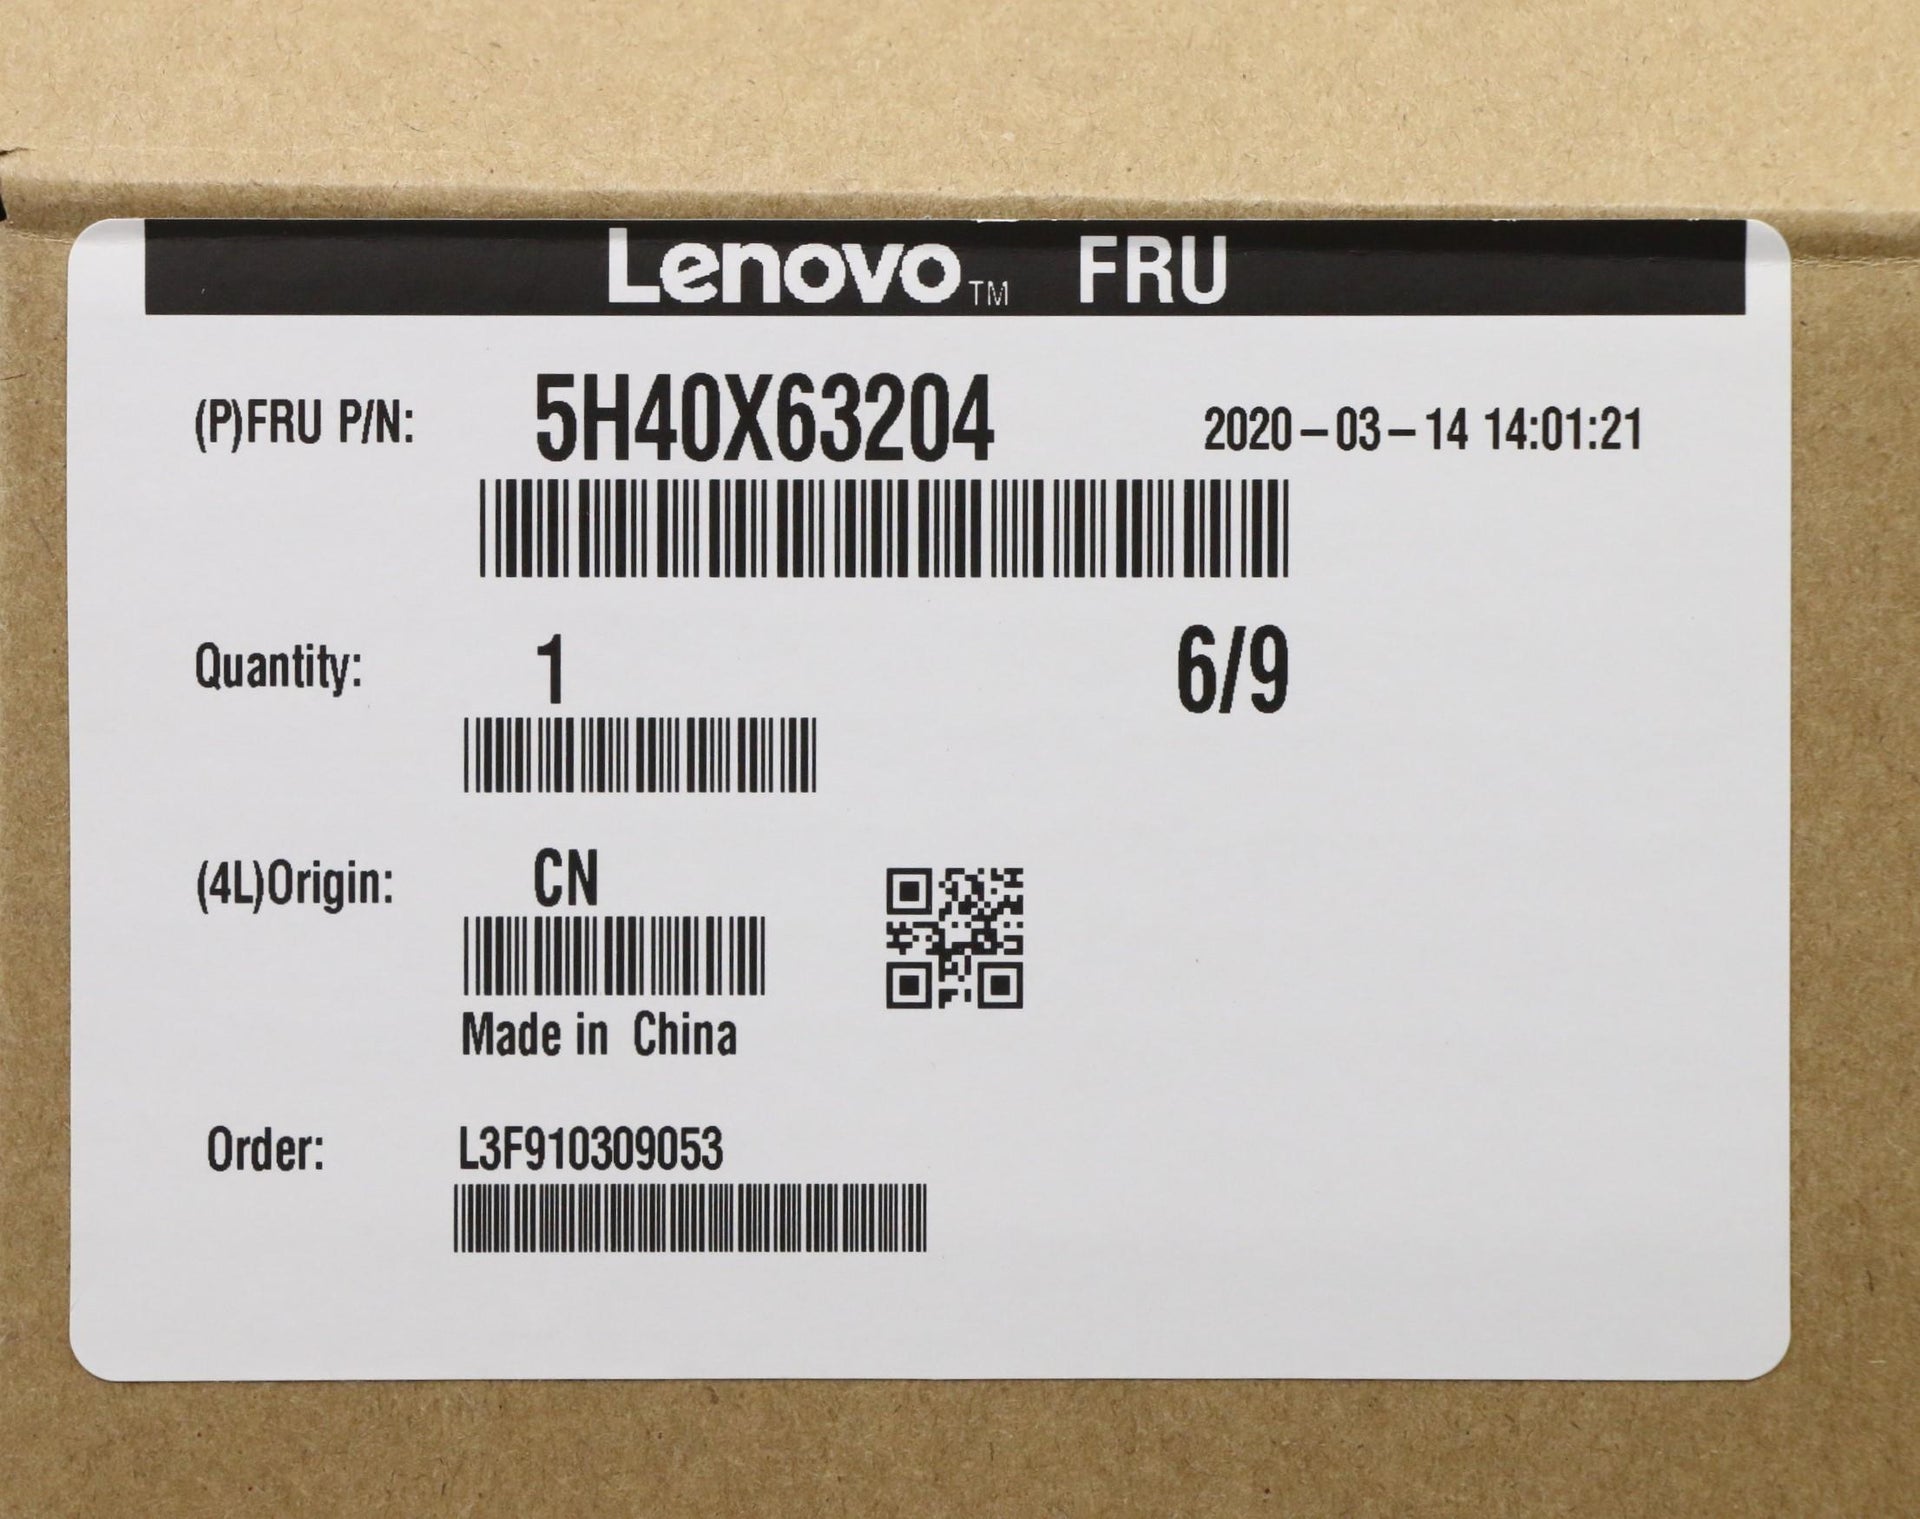 Lenovo™ FRU
(P)FRU P/N: 5H40X63204 2020-03-14 14:01:21
Quantity: 1 6/9
(4L)Origin: CN
Made in China
Order: L3F910309053